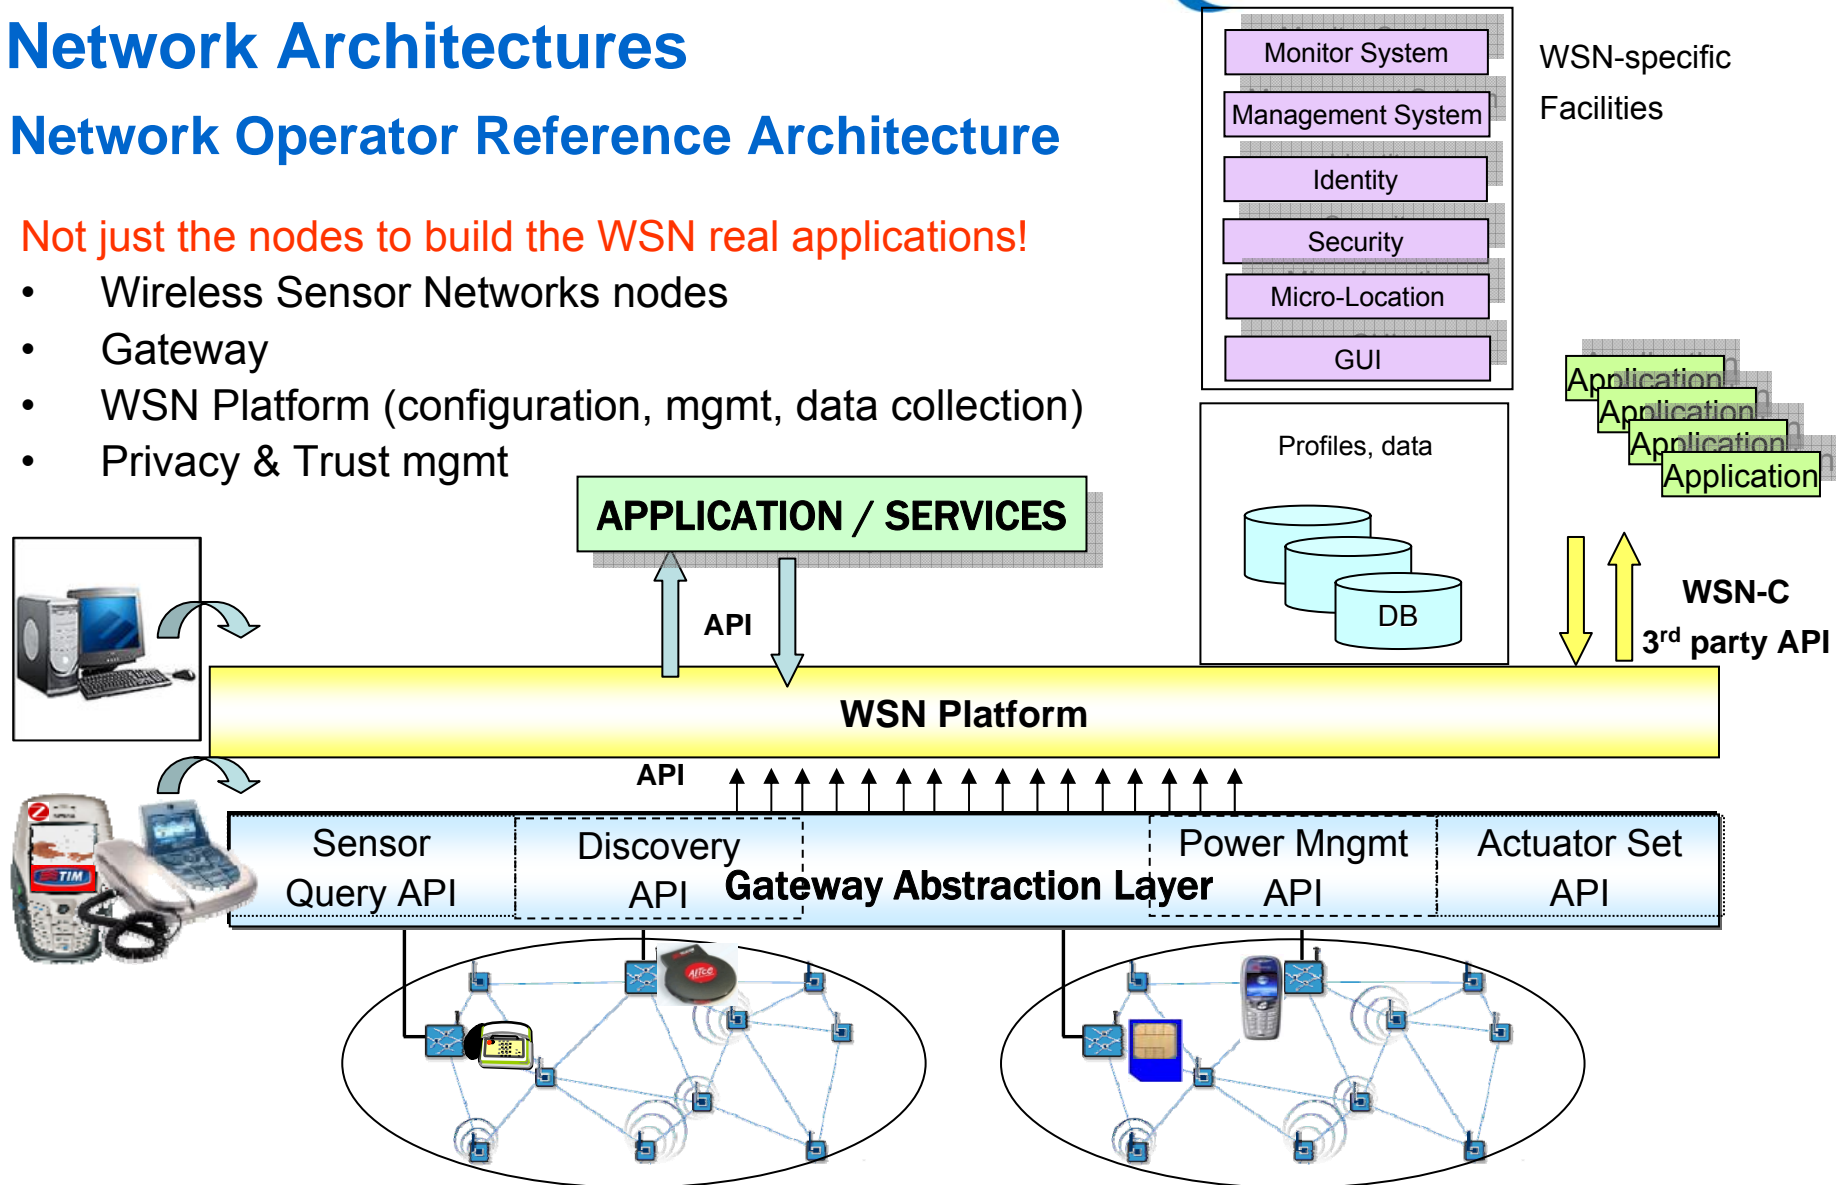 Network Architectures
Network Operator Reference Architecture
Not just the nodes to build the WSN real applications!
• Wireless Sensor Networks nodes
• Gateway
• WSN Platform (configuration, mgmt, data collection)
• Privacy & Trust mgmt
Monitor System
Management System
Identity
Security
Micro-Location
GUI
WSN-specific
Facilities
Profiles, data
DB
Application
Application
Application
Application
APPLICATION / SERVICES
API
WSN-C
3rd party API
WSN Platform
API
Sensor
Query API
Discovery
API
Gateway Abstraction Layer
Power Mngmt
API
Actuator Set
API
TIM